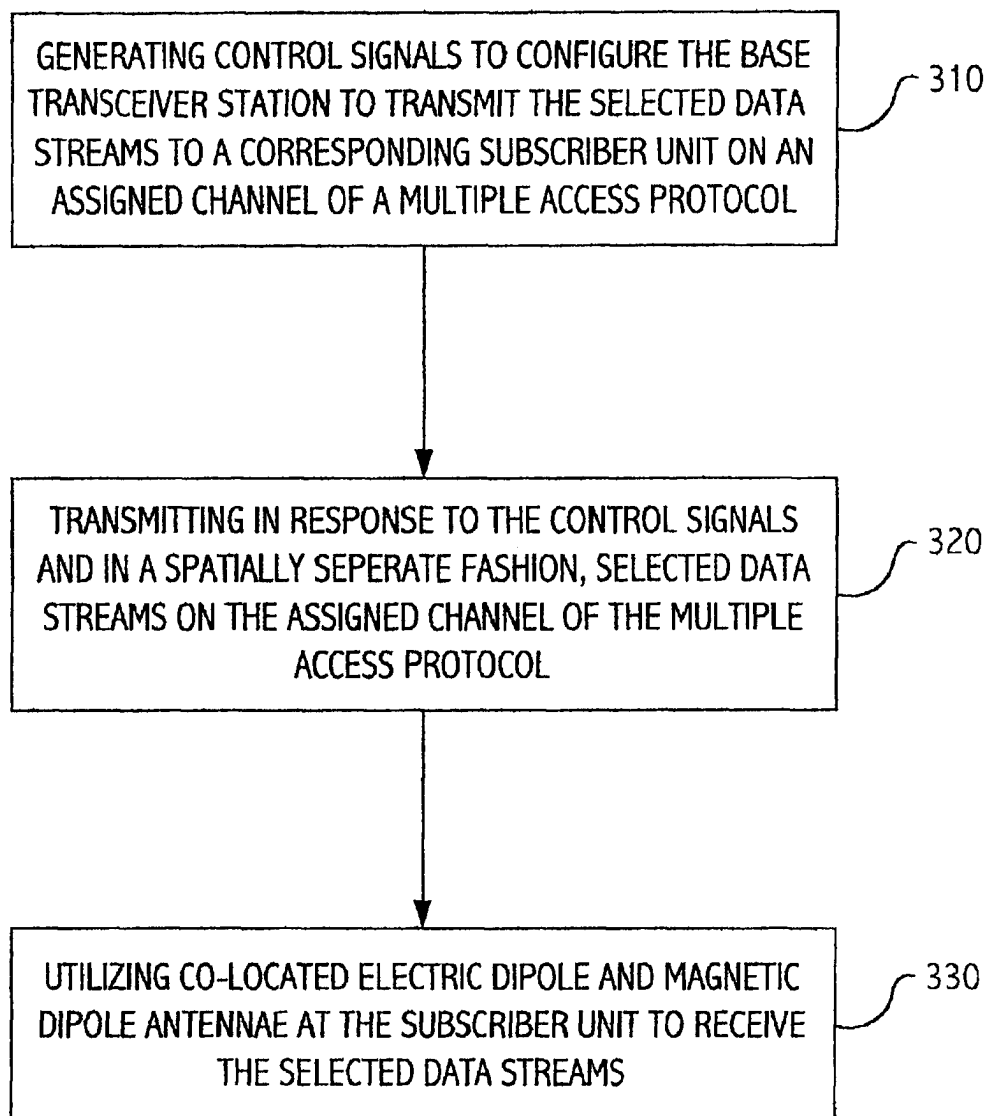 GENERATING CONTROL SIGNALS TO CONFIGURE THE BASE
TRANSCEIVER STATION TO TRANSMIT THE SELECTED DATA
STREAMS TO A CORRESPONDING SUBSCRIBER UNIT ON AN
ASSIGNED CHANNEL OF A MULTIPLE ACCESS PROTOCOL
310
TRANSMITTING IN RESPONSE TO THE CONTROL SIGNALS
AND IN A SPATIALLY SEPERATE FASHION, SELECTED DATA
STREAMS ON THE ASSIGNED CHANNEL OF THE MULTIPLE
ACCESS PROTOCOL
320
UTILIZING CO-LOCATED ELECTRIC DIPOLE AND MAGNETIC
DIPOLE ANTENNAE AT THE SUBSCRIBER UNIT TO RECEIVE
THE SELECTED DATA STREAMS
330